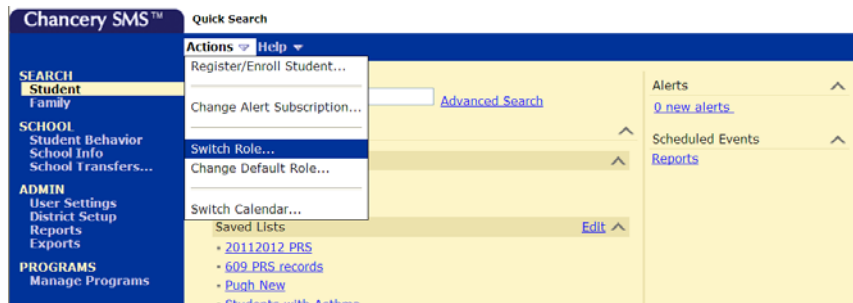 Chancery SMS™
Quick Search
Actions Help
SEARCH
Student
Family
SCHOOL
Student Behavior
School Info
School Transfers...
ADMIN
User Settings
District Setup
Reports
Exports
PROGRAMS
Manage Programs
Register/Enroll Student...
Change Alert Subscription...
Switch Role...
Change Default Role...
Switch Calendar...
Advanced Search
Saved Lists
Edit
20112012 PRS
609 PRS records
Pugh New
Students with Asthma
Alerts
0 new alerts
Scheduled Events
Reports